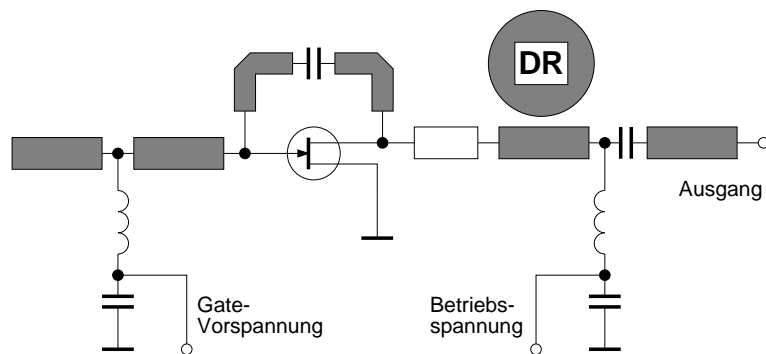 DR
Ausgang
Gate-
Vorspannung
Betriebs-
spannung